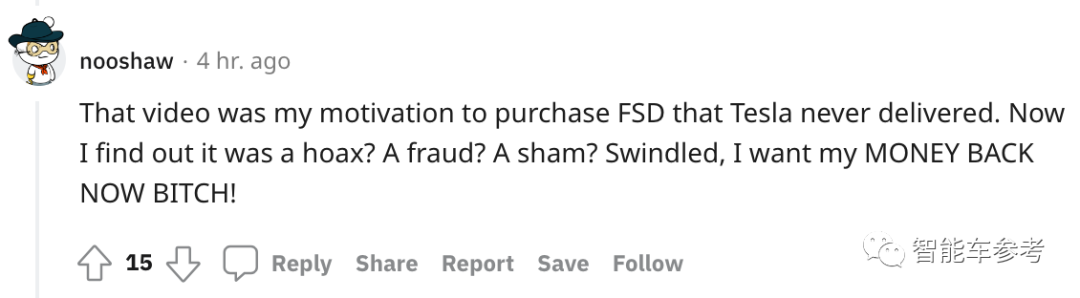 nooshaw · 4 hr. ago
That video was my motivation to purchase FSD that Tesla never delivered. Now
I find out it was a hoax? A fraud? A sham? Swindled, I want my MONEY BACK
NOW BITCH!
15 Reply Share Report Save Follow
智能车参考